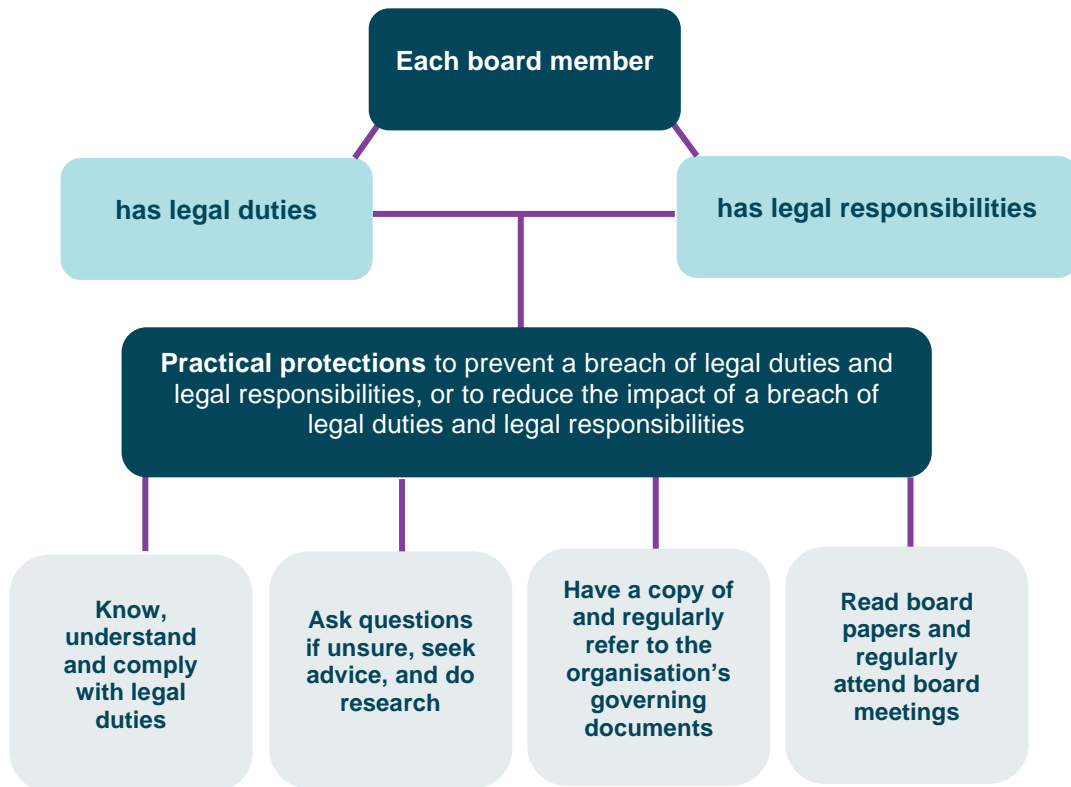 Each board member
has legal duties
has legal responsibilities
Practical protections to prevent a breach of legal duties and
legal responsibilities, or to reduce the impact of a breach of
legal duties and legal responsibilities
Know,
understand
and comply
with legal
duties
Ask questions
if unsure, seek
advice, and do
research
Have a copy of
and regularly
refer to the
organisation’s
governing
documents
Read board
papers and
regularly
attend board
meetings